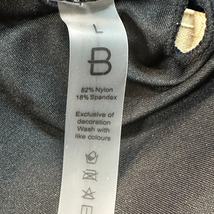 L
B
82% Nylon
18% Spandex
Exclusive of
decoration
Wash with
like colours